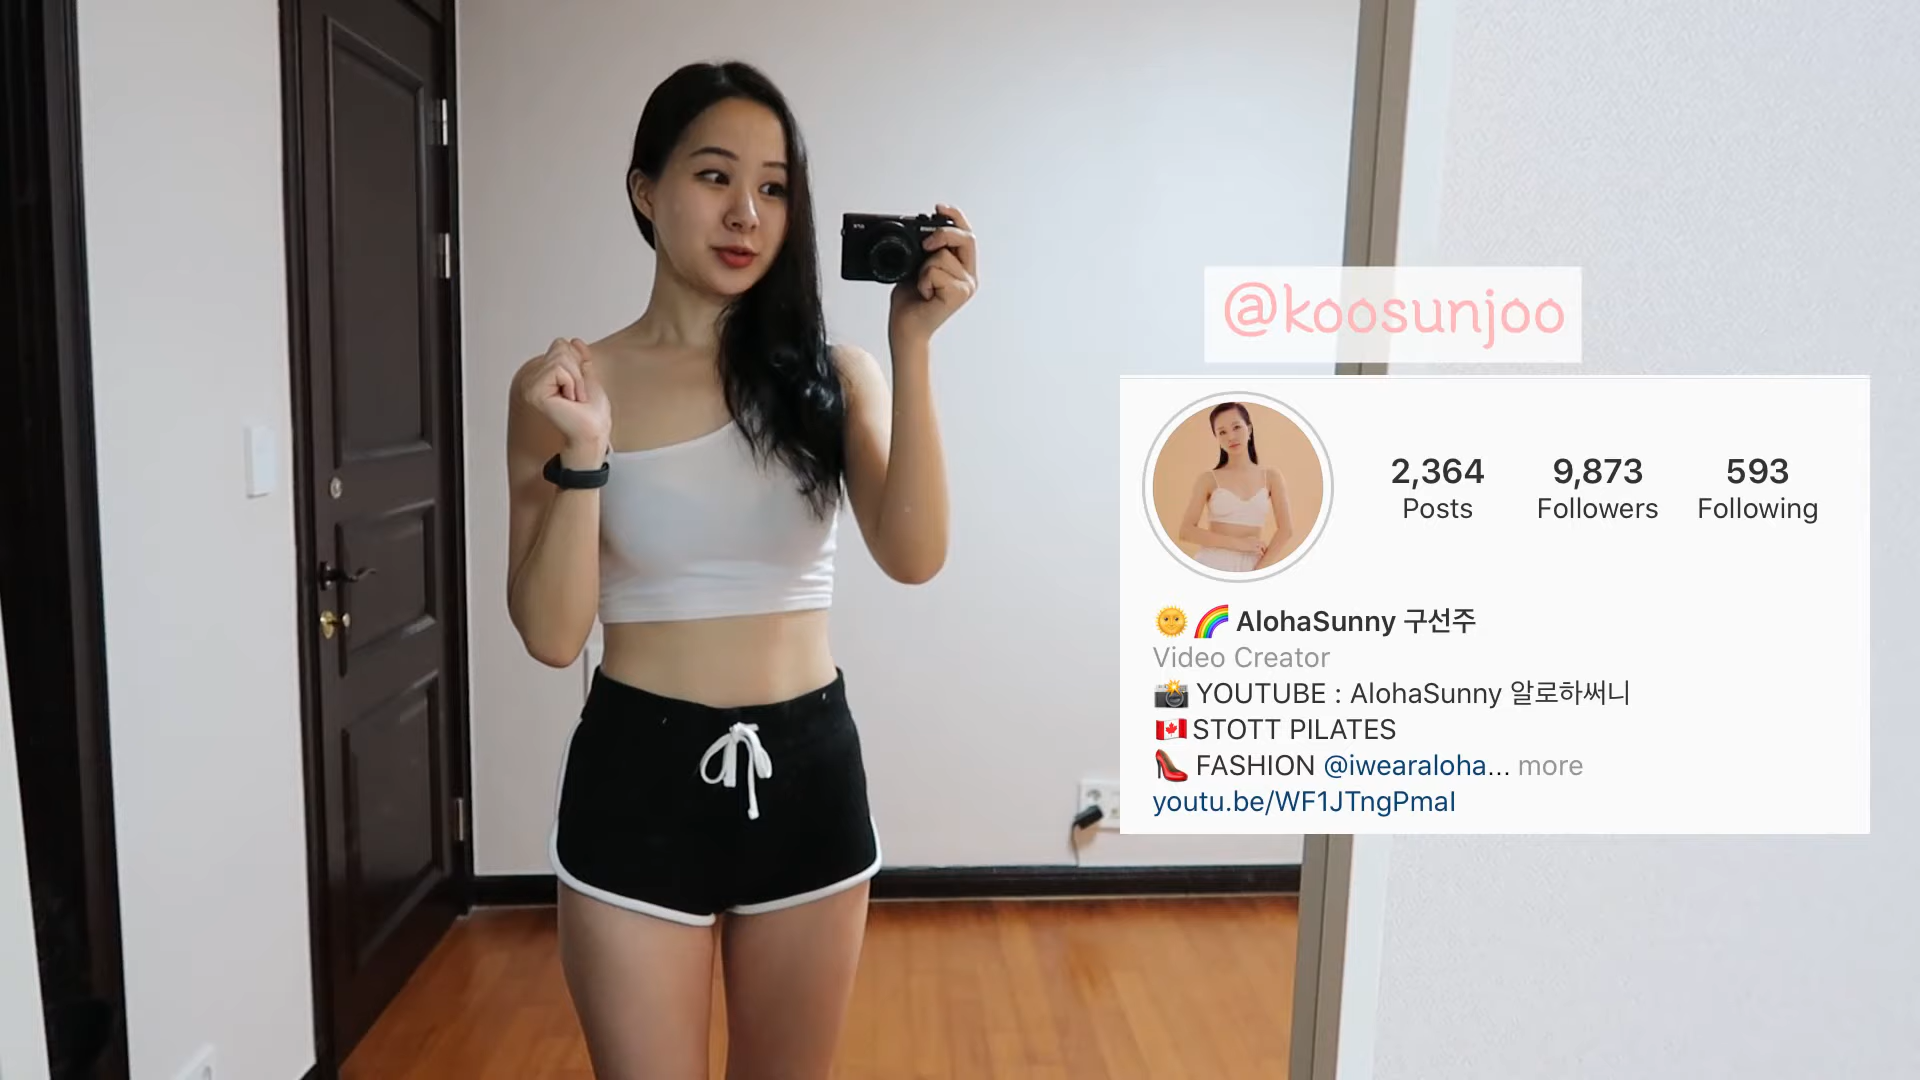 @koosunjoo
2,364 9,873 593
Posts Followers Following
🌞🌈 AlohaSunny 구선주
Video Creator
📸 YOUTUBE : AlohaSunny 알로하써니
🇨🇦 STOTT PILATES
👠 FASHION @iwearaloha... more
youtu.be/WF1JTngPmaI